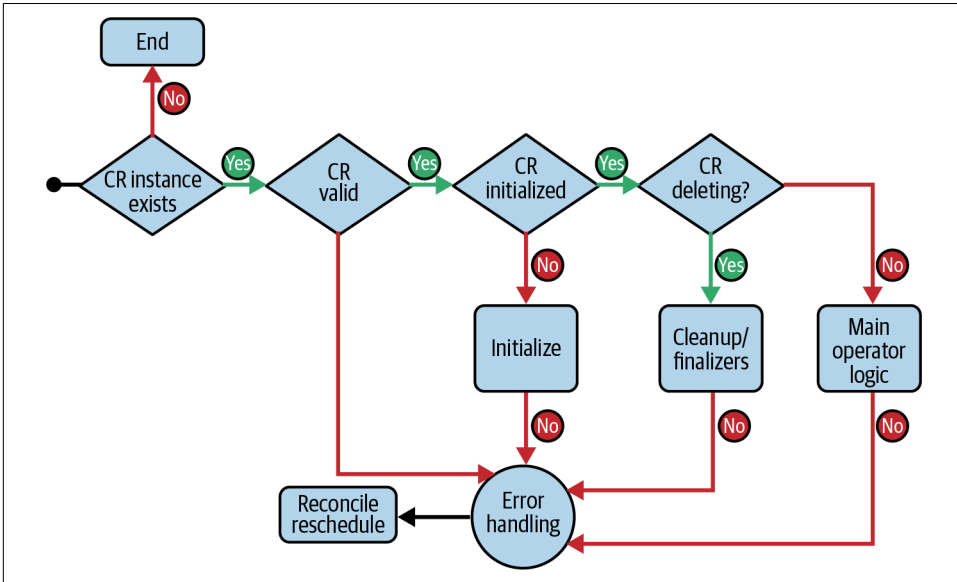 End
No
CR instance
exists
Yes
CR
valid
Yes
CR
initialized
Yes
CR
deleting?
No
Yes
No
Initialize
Cleanup/
finalizers
Main
operator
logic
No
No
No
Error
handling
Reconcile
reschedule